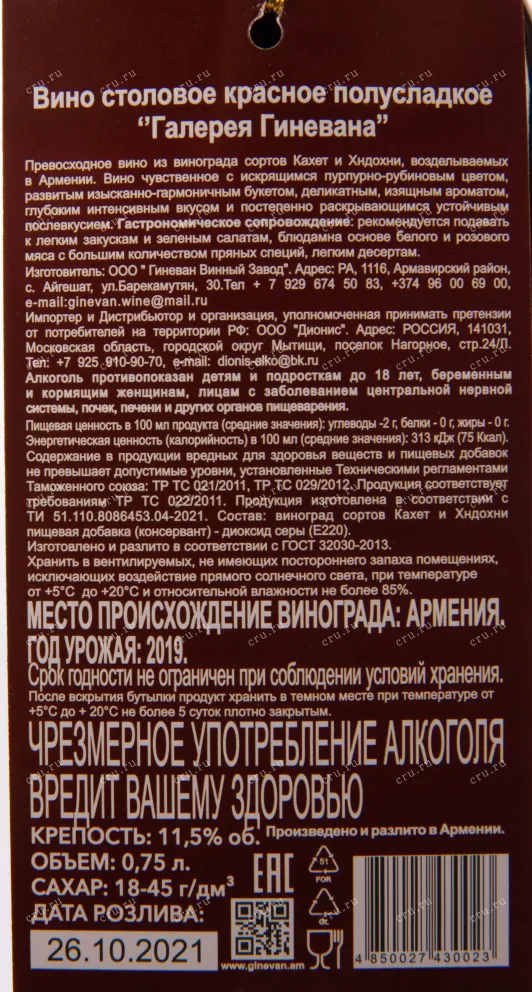 Вино столовое красное полусладкое
"Галерея Гиневана"
Превосходное вино из винограда сортов Кахет и Хндохни, возделываемых
в Армении. Вино чувственное с искрящимся пурпурно-рубиновым цветом,
развитым изысканно-гармоничным букетом, деликатным, изящным ароматом,
глубоким интенсивным вкусом и постепенно раскрывающимся устойчивым
послевкусием. Гастрономическое сопровождение: рекомендуется подавать
к легким закускам и зеленым салатам, блюдамна основе белого и розового
мяса с большим количеством пряных специй, легким десертам.
Изготовитель: ООО " Гиневан Винный Завод". Адрес: РА, 1116, Армавирский район,
с. Айгешат, ул.Барекамутян, 30.Тел + 7 929 674 50 83, +374 96 00 69 00,
e-mail:ginevan.wine@mail.ru
Импортер и Дистрибьютор и организация, уполномоченная принимать претензии
от потребителей на территории РФ: ООО "Дионис". Адрес: РОССИЯ, 141031,
Московская область, городской округ Мытищи, поселок Нагорное, стр.24/Л.
Тел: +7 925 910-90-70, e-mail: dionis-alko@bk.ru
Алкоголь противопоказан детям и подросткам до 18 лет, беременным
и кормящим женщинам, лицам с заболеванием центральной нервной
системы, почек, печени и других органов пищеварения.
Пищевая ценность в 100 мл продукта (средние значения): углеводы -2 г, белки - 0 г, жиры - 0 г.
Энергетическая ценность (калорийность) в 100 мл (средние значения): 313 кДж (75 Ккал).
Содержание в продукции вредных для здоровья веществ и пищевых добавок
не превышает допустимые уровни, установленные Техническими регламентами
Таможенного союза: ТР ТС 021/2011, ТР ТС 029/2012. Продукция соответствует
требованиям ТР ТС 022/2011. Продукция изготовлена в соответствии с
ТИ 51.110.8086453.04-2021. Состав: виноград сортов Кахет и Хндохни
пищевая добавка (консервант) - диоксид серы (Е220).
Изготовлено и разлито в соответствии с ГОСТ 32030-2013.
Хранить в вентилируемых, не имеющих постороннего запаха помещениях,
исключающих воздействие прямого солнечного света, при температуре
от +5°С до +20°С и относительной влажности не более 85%.
МЕСТО ПРОИСХОЖДЕНИЕ ВИНОГРАДА: АРМЕНИЯ.
ГОД УРОЖАЯ: 2019.
Срок годности не ограничен при соблюдении условий хранения.
После вскрытия бутылки продукт хранить в темном месте при температуре от
+5°С до + 20°С не более 5 суток плотно закрытым.
ЧРЕЗМЕРНОЕ УПОТРЕБЛЕНИЕ АЛКОГОЛЯ
ВРЕДИТ ВАШЕМУ ЗДОРОВЬЮ
КРЕПОСТЬ: 11,5% об. Произведено и разлито в Армении.
ОБЪЕМ: 0,75 л.
САХАР: 18-45 г/дм³
ДАТА РОЗЛИВА:
26.10.2021
ЕАС
51
FOR
www.ginevan.am
4 850027 430023